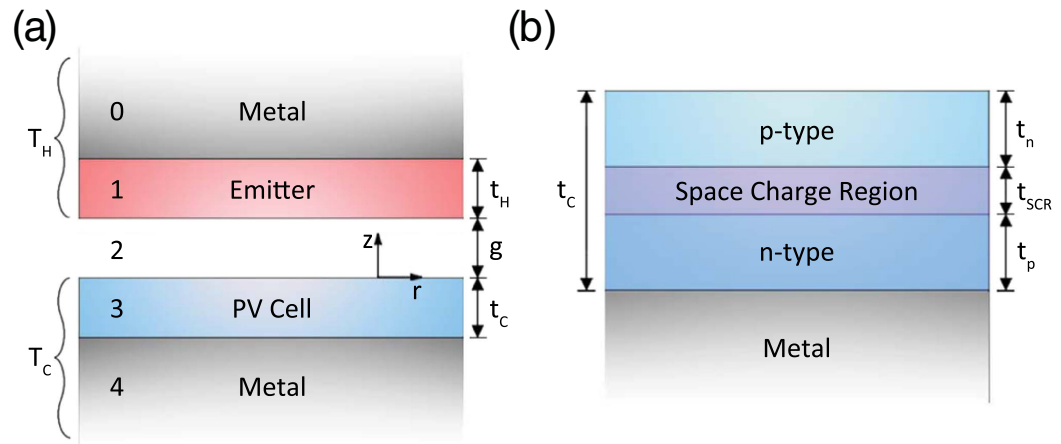 (a)
0 Metal
T_H
1 Emitter
t_H
2
z
g
r
3 PV Cell
t_C
T_C
4 Metal
(b)
p-type
t_n
t_C
Space Charge Region
t_SCR
n-type
t_p
Metal